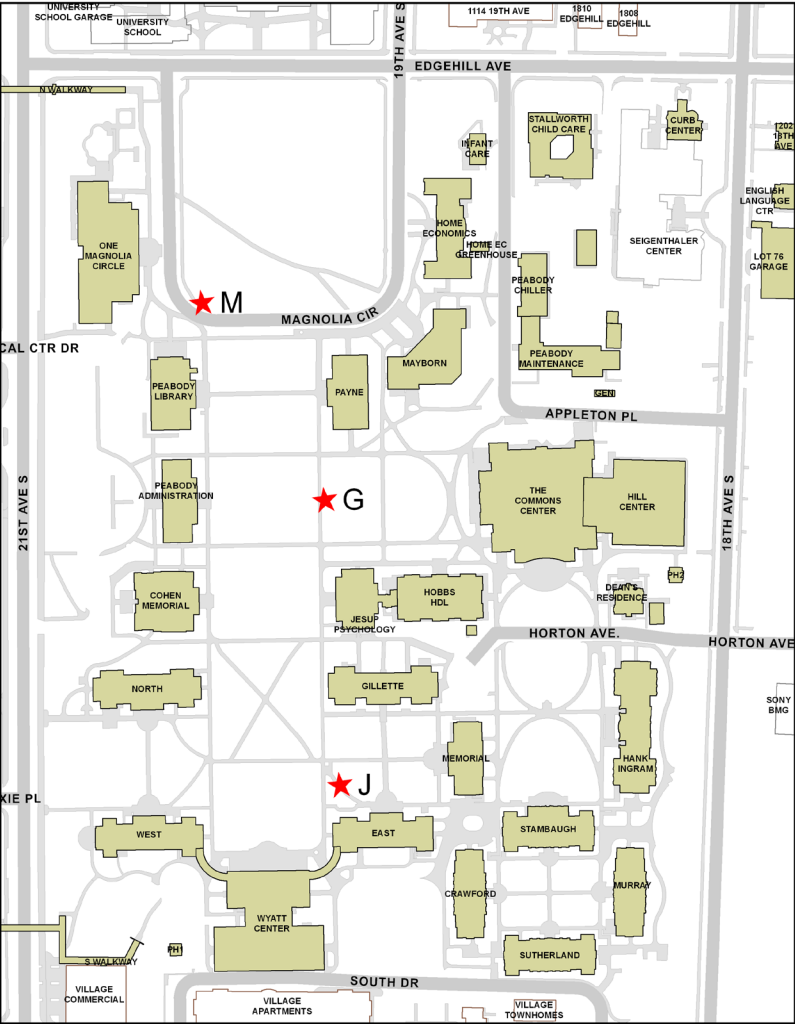 UNIVERSITY
SCHOOL GARAGE
UNIVERSITY
SCHOOL
19TH AVE S
1114 19TH AVE
1810
EDGEHILL
1808
EDGEHILL
EDGEHILL AVE
N WALKWAY
STALLWORTH
CHILD CARE
CURB
CENTER
1202
18TH
AVE
INFANT
CARE
ENGLISH
LANGUAGE
CTR
HOME
ECONOMICS
HOME EC
GREENHOUSE
SEIGENTHALER
CENTER
ONE
MAGNOLIA
CIRCLE
LOT 76
GARAGE
PEABODY
CHILLER
M
MAGNOLIA CIR
CAL CTR DR
MAYBORN
PEABODY
MAINTENANCE
PEABODY
LIBRARY
PAYNE
GEN
APPLETON PL
PEABODY
ADMINISTRATION
G
THE
COMMONS
CENTER
HILL
CENTER
21ST AVE S
18TH AVE S
COHEN
MEMORIAL
HOBBS
HDL
JESUP
PSYCHOLOGY
DEAN'S
RESIDENCE
PH2
HORTON AVE.
HORTON AVE
NORTH
GILLETTE
SONY
BMG
MEMORIAL
HANK
INGRAM
J
XIE PL
WEST
EAST
STAMBAUGH
CRAWFORD
MURRAY
WYATT
CENTER
PH1
S WALKWAY
SUTHERLAND
SOUTH DR
VILLAGE
COMMERCIAL
VILLAGE
APARTMENTS
VILLAGE
TOWNHOMES